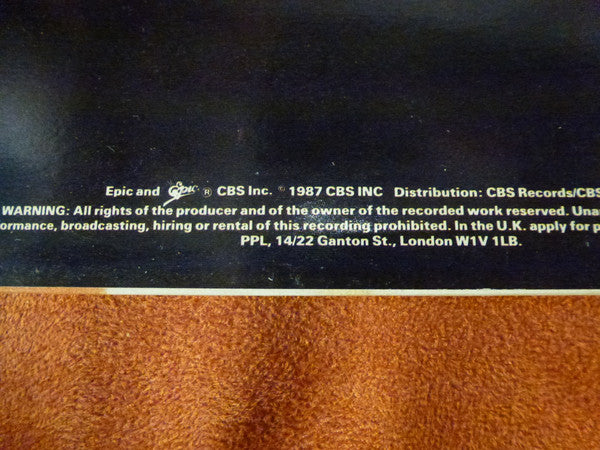 Epic and Epic ® CBS Inc. © 1987 CBS INC Distribution: CBS Records/CBS
WARNING: All rights of the producer and of the owner of the recorded work reserved. Unau
ormance, broadcasting, hiring or rental of this recording prohibited. In the U.K. apply for p
PPL, 14/22 Ganton St., London W1V 1LB.